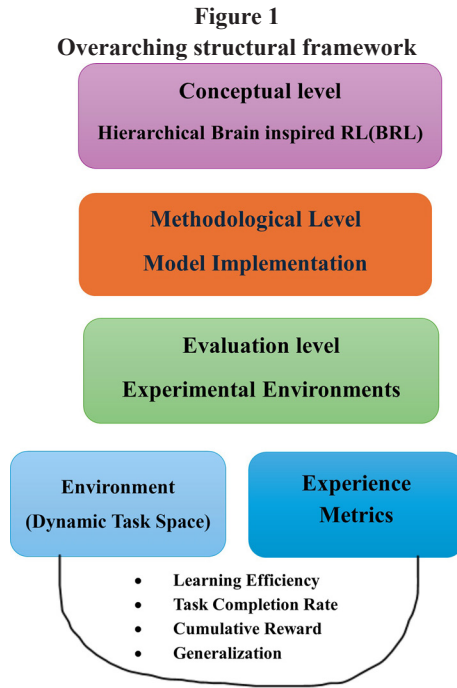 Figure 1
Overarching structural framework
Conceptual level
Hierarchical Brain inspired RL(BRL)
Methodological Level
Model Implementation
Evaluation level
Experimental Environments
Environment
(Dynamic Task Space)
Experience
Metrics
• Learning Efficiency
• Task Completion Rate
• Cumulative Reward
• Generalization